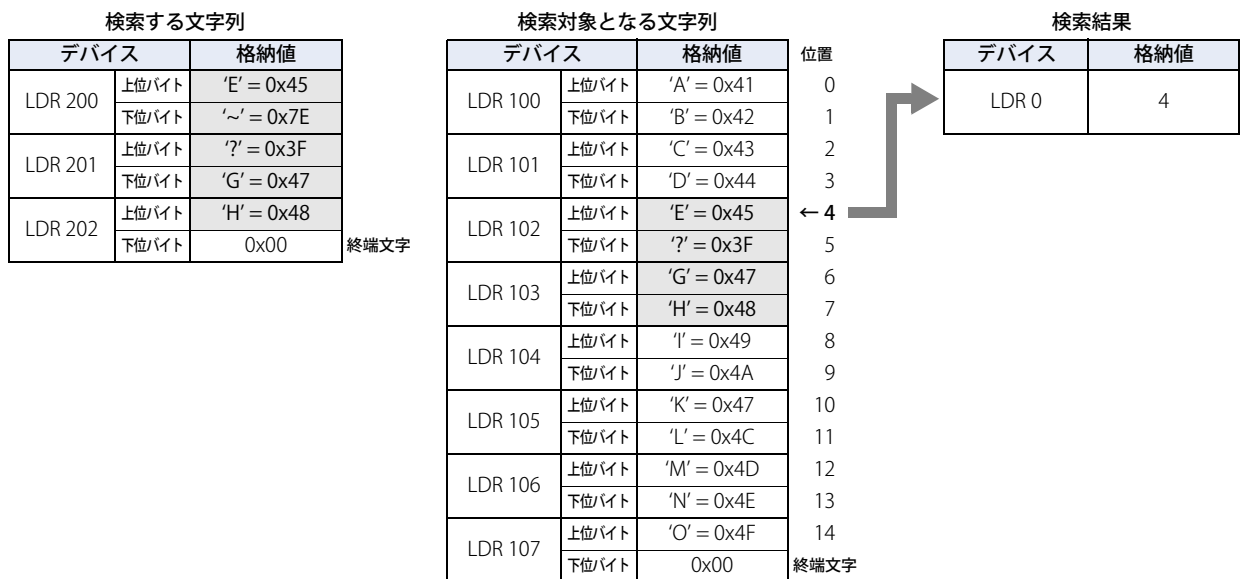 検索する文字列
デバイス 格納値
LDR 200 上位バイト ‘E’ = 0x45
下位バイト ‘~’ = 0x7E
LDR 201 上位バイト ‘?’ = 0x3F
下位バイト ‘G’ = 0x47
LDR 202 上位バイト ‘H’ = 0x48
下位バイト 0x00 終端文字
検索対象となる文字列
デバイス 格納値 位置
LDR 100 上位バイト ‘A’ = 0x41 0
下位バイト ‘B’ = 0x42 1
LDR 101 上位バイト ‘C’ = 0x43 2
下位バイト ‘D’ = 0x44 3
LDR 102 上位バイト ‘E’ = 0x45 ← 4
下位バイト ‘?’ = 0x3F 5
LDR 103 上位バイト ‘G’ = 0x47 6
下位バイト ‘H’ = 0x48 7
LDR 104 上位バイト ‘I’ = 0x49 8
下位バイト ‘J’ = 0x4A 9
LDR 105 上位バイト ‘K’ = 0x47 10
下位バイト ‘L’ = 0x4C 11
LDR 106 上位バイト ‘M’ = 0x4D 12
下位バイト ‘N’ = 0x4E 13
LDR 107 上位バイト ‘O’ = 0x4F 14
下位バイト 0x00 終端文字
検索結果
デバイス 格納値
LDR 0 4